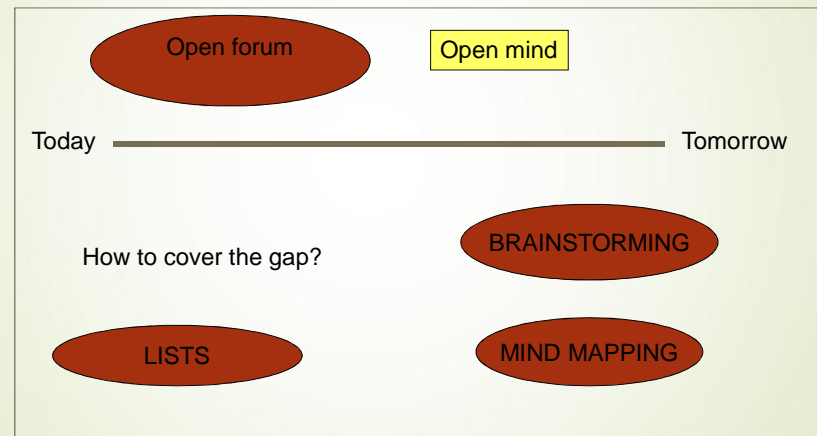 Open forum
Open mind
Today
Tomorrow
How to cover the gap?
BRAINSTORMING
LISTS
MIND MAPPING